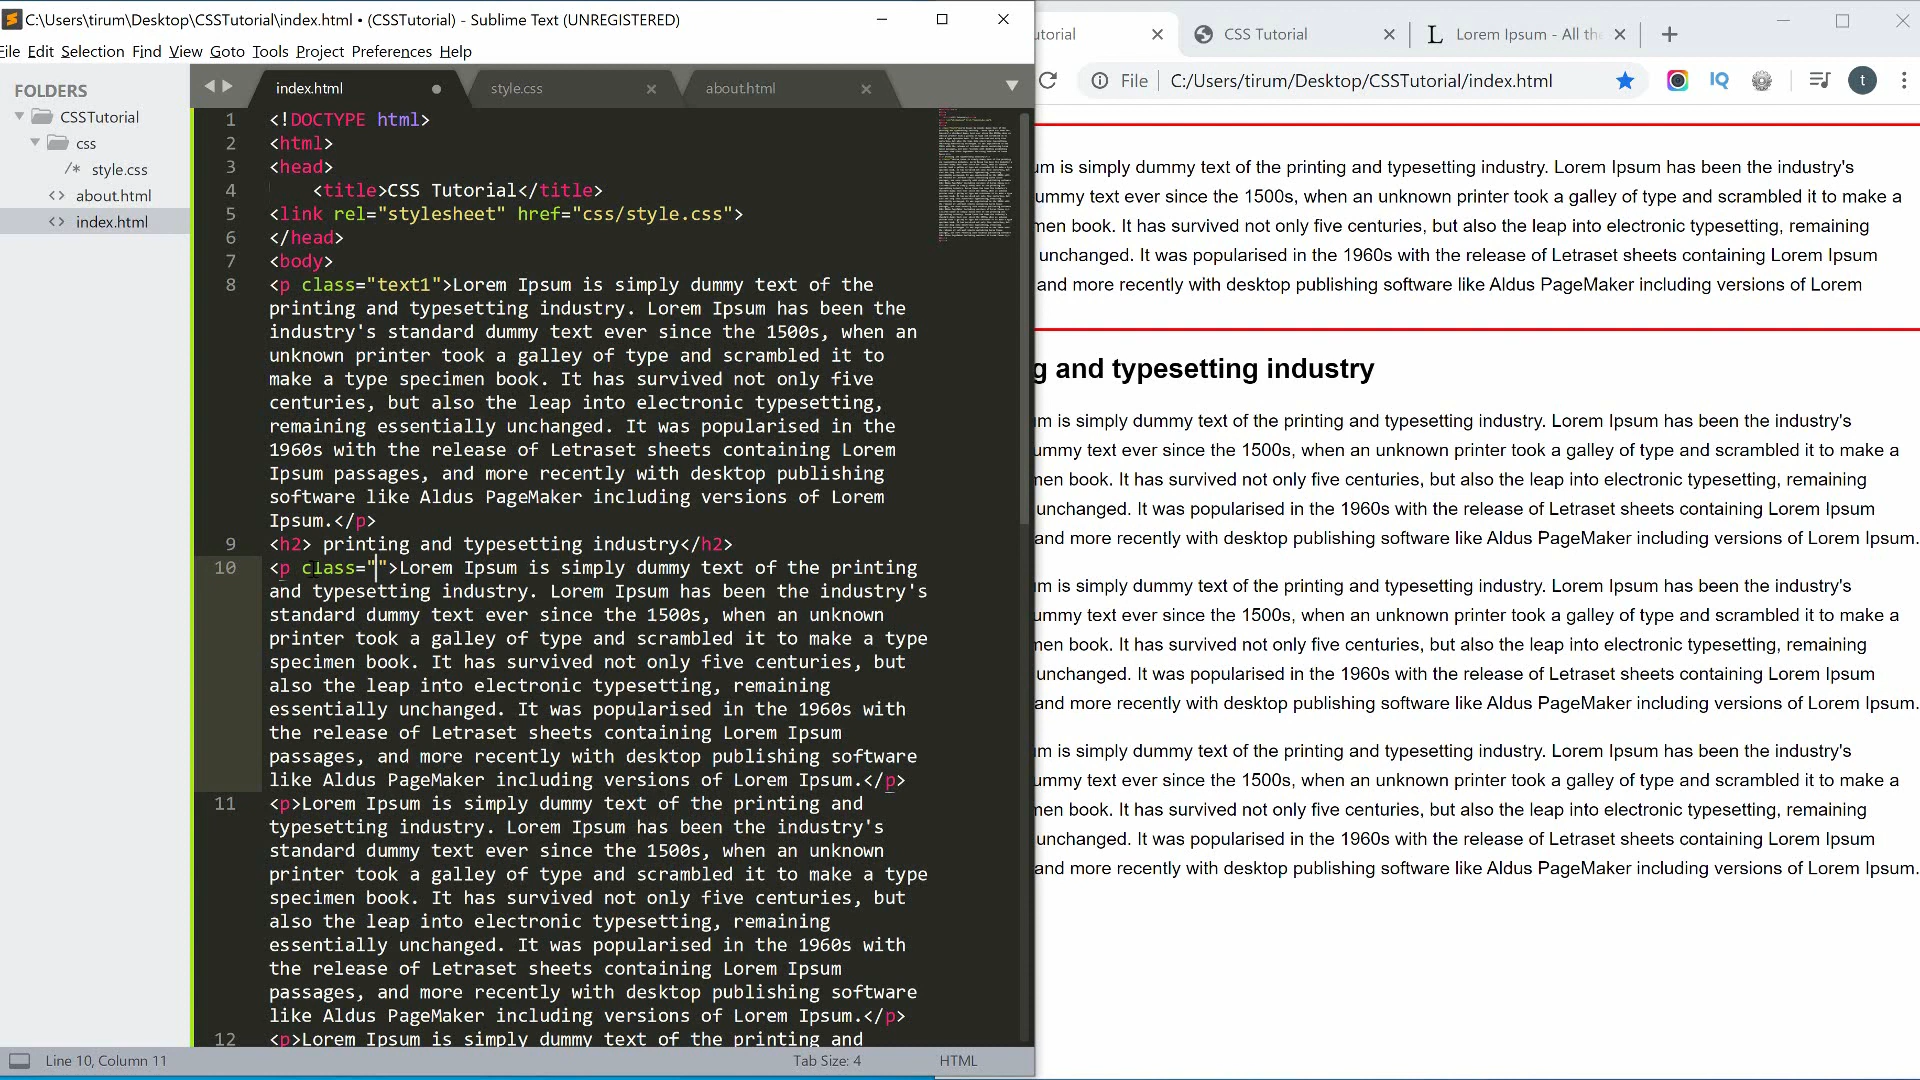 C:\Users\tirum\Desktop\CSSTutorial\index.html • (CSSTutorial) - Sublime Text (UNREGISTERED)
File Edit Selection Find View Goto Tools Project Preferences Help
FOLDERS
CSSTutorial
css
/* style.css
<> about.html
<> index.html
index.html
style.css
about.html
1 <!DOCTYPE html>
2 <html>
3 <head>
4 <title>CSS Tutorial</title>
5 <link rel="stylesheet" href="css/style.css">
6 </head>
7 <body>
8 <p class="text1">Lorem Ipsum is simply dummy text of the
printing and typesetting industry. Lorem Ipsum has been the
industry's standard dummy text ever since the 1500s, when an
unknown printer took a galley of type and scrambled it to
make a type specimen book. It has survived not only five
centuries, but also the leap into electronic typesetting,
remaining essentially unchanged. It was popularised in the
1960s with the release of Letraset sheets containing Lorem
Ipsum passages, and more recently with desktop publishing
software like Aldus PageMaker including versions of Lorem
Ipsum.</p>
9 <h2> printing and typesetting industry</h2>
10 <p class="">Lorem Ipsum is simply dummy text of the printing
and typesetting industry. Lorem Ipsum has been the industry's
standard dummy text ever since the 1500s, when an unknown
printer took a galley of type and scrambled it to make a type
specimen book. It has survived not only five centuries, but
also the leap into electronic typesetting, remaining
essentially unchanged. It was popularised in the 1960s with
the release of Letraset sheets containing Lorem Ipsum
passages, and more recently with desktop publishing software
like Aldus PageMaker including versions of Lorem Ipsum.</p>
11 <p>Lorem Ipsum is simply dummy text of the printing and
typesetting industry. Lorem Ipsum has been the industry's
standard dummy text ever since the 1500s, when an unknown
printer took a galley of type and scrambled it to make a type
specimen book. It has survived not only five centuries, but
also the leap into electronic typesetting, remaining
essentially unchanged. It was popularised in the 1960s with
the release of Letraset sheets containing Lorem Ipsum
passages, and more recently with desktop publishing software
like Aldus PageMaker including versions of Lorem Ipsum.</p>
12 <p>Lorem Ipsum is simply dummy text of the printing and
Line 10, Column 11
Tab Size: 4
HTML
utorial
CSS Tutorial
L Lorem Ipsum - All the
File
C:/Users/tirum/Desktop/CSSTutorial/index.html
IQ
t
um is simply dummy text of the printing and typesetting industry. Lorem Ipsum has been the industry's
ummy text ever since the 1500s, when an unknown printer took a galley of type and scrambled it to make a
men book. It has survived not only five centuries, but also the leap into electronic typesetting, remaining
unchanged. It was popularised in the 1960s with the release of Letraset sheets containing Lorem Ipsum
and more recently with desktop publishing software like Aldus PageMaker including versions of Lorem
g and typesetting industry
um is simply dummy text of the printing and typesetting industry. Lorem Ipsum has been the industry's
ummy text ever since the 1500s, when an unknown printer took a galley of type and scrambled it to make a
men book. It has survived not only five centuries, but also the leap into electronic typesetting, remaining
unchanged. It was popularised in the 1960s with the release of Letraset sheets containing Lorem Ipsum
and more recently with desktop publishing software like Aldus PageMaker including versions of Lorem Ipsum.
um is simply dummy text of the printing and typesetting industry. Lorem Ipsum has been the industry's
ummy text ever since the 1500s, when an unknown printer took a galley of type and scrambled it to make a
men book. It has survived not only five centuries, but also the leap into electronic typesetting, remaining
unchanged. It was popularised in the 1960s with the release of Letraset sheets containing Lorem Ipsum
and more recently with desktop publishing software like Aldus PageMaker including versions of Lorem Ipsum.
um is simply dummy text of the printing and typesetting industry. Lorem Ipsum has been the industry's
ummy text ever since the 1500s, when an unknown printer took a galley of type and scrambled it to make a
men book. It has survived not only five centuries, but also the leap into electronic typesetting, remaining
unchanged. It was popularised in the 1960s with the release of Letraset sheets containing Lorem Ipsum
and more recently with desktop publishing software like Aldus PageMaker including versions of Lorem Ipsum.